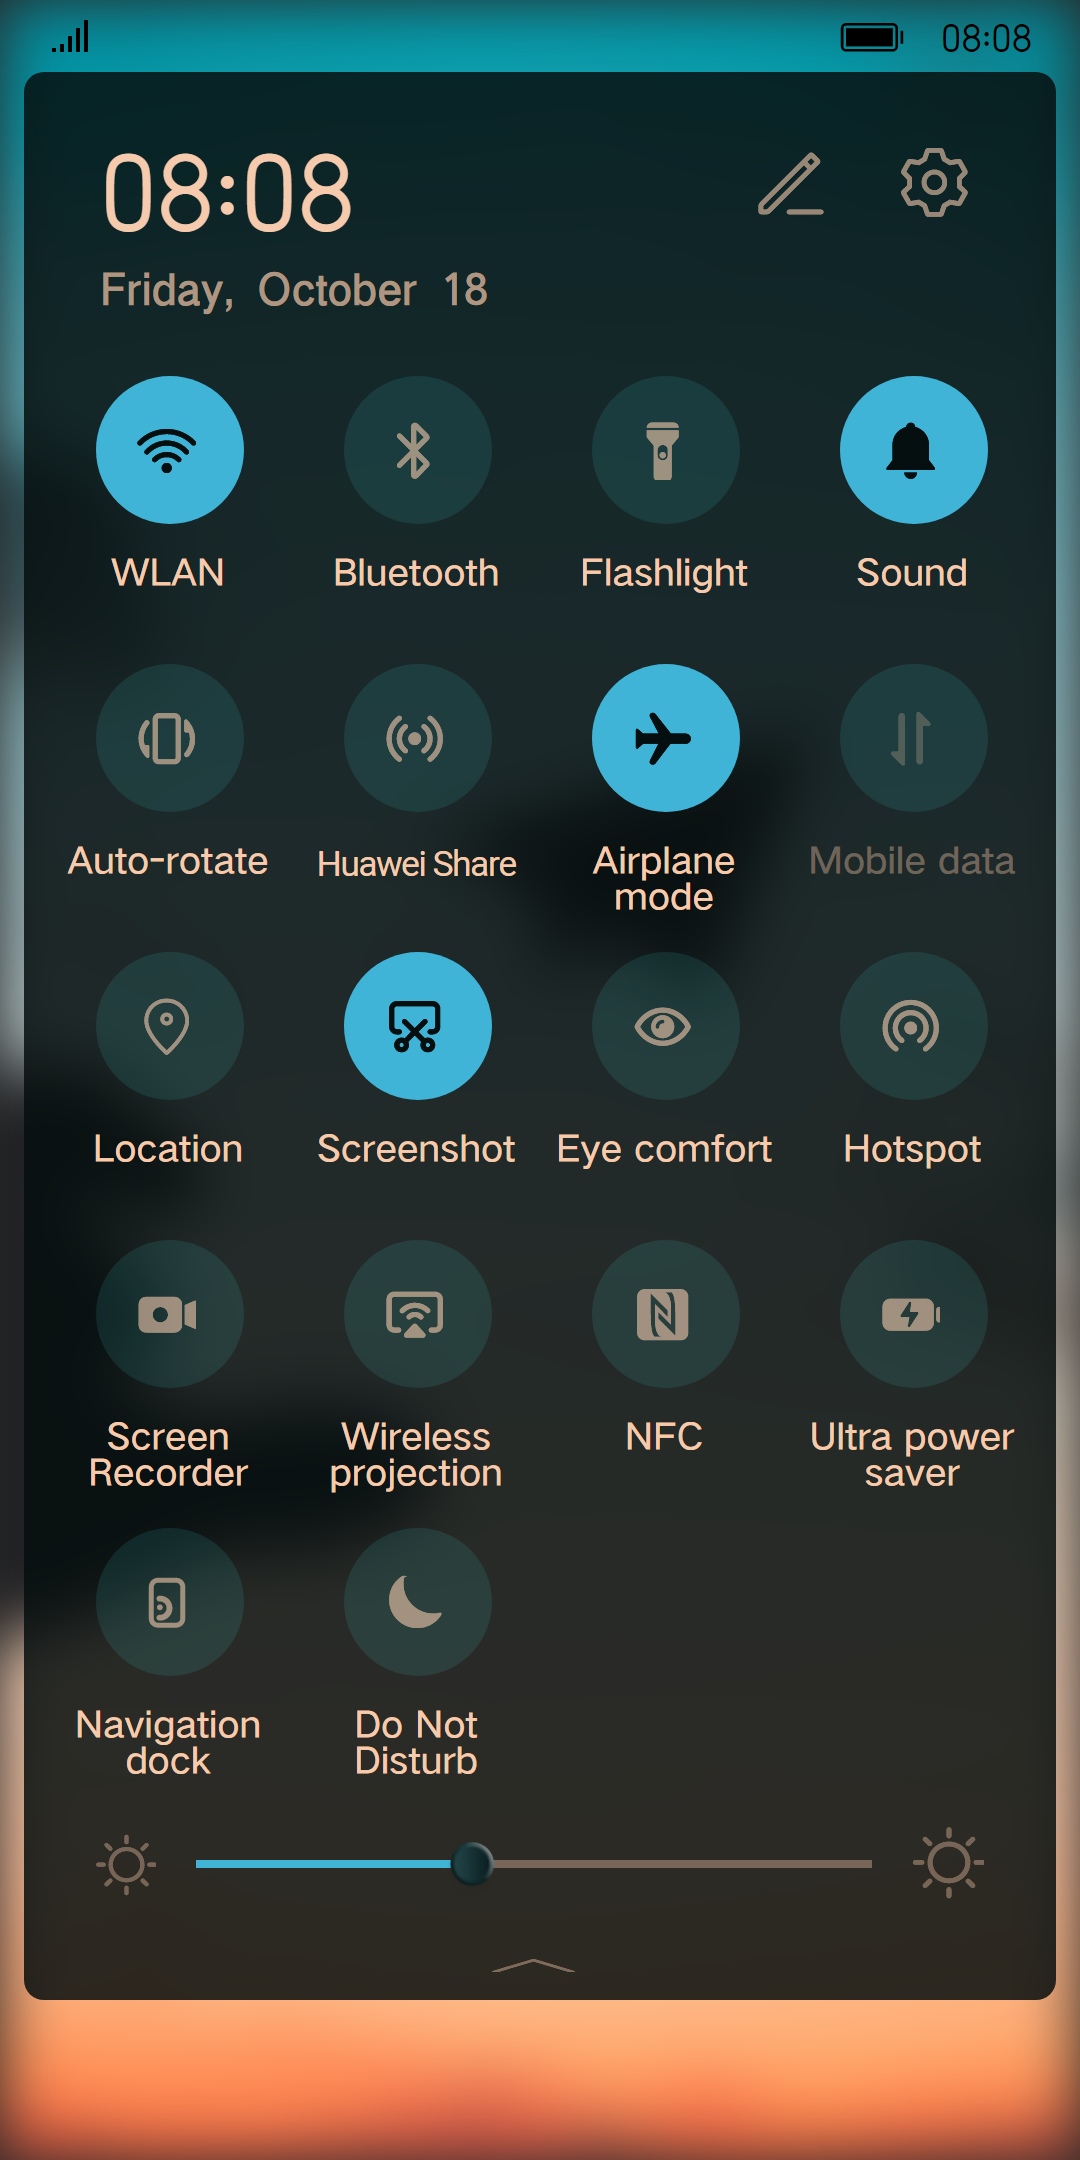 08:08
08:08
Friday, October 18
WLAN
Bluetooth
Flashlight
Sound
Auto-rotate
Huawei Share
Airplane
mode
Mobile data
Location
Screenshot
Eye comfort
Hotspot
Screen
Recorder
Wireless
projection
NFC
Ultra power
saver
Navigation
dock
Do Not
Disturb